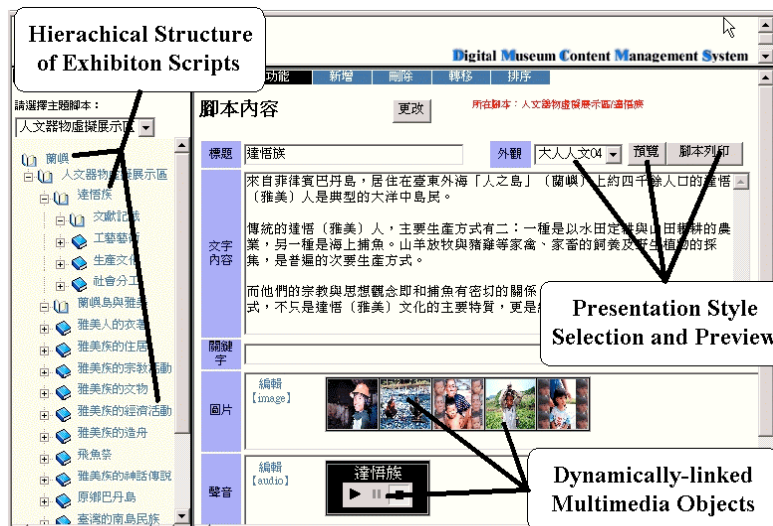 Hierachical Structure
of Exhibiton Scripts
Digital Museum Content Management System
功能 新增 刪除 轉移 排序
請選擇主題腳本：
人文器物虛擬展示區
蘭嶼
人文器物虛擬展示區
達悟族
文獻記
工藝藝術
生產文化
社會分工
蘭嶼島與雅美
雅美人的衣著
雅美族的住居
雅美族的宗教活動
雅美族的文物
雅美族的經濟活動
雅美族的造舟
飛魚祭
雅美族的神話傳說
原鄉巴丹島
臺灣的南島民族
腳本內容 更改 所在腳本：人文器物虛擬展示區/達悟族
標題 達悟族 外觀 大人人文04 預覽 腳本列印
文字
內容
來自菲律賓巴丹島，居住在臺東外海「人之島」（蘭嶼）上約四千餘人口的達悟
（雅美）人是典型的大洋中島民。
傳統的達悟（雅美）人，主要生產方式有二：一種是以水田定耕與山田輪耕的農
業，另一種是海上捕魚。山羊放牧與豬雞等家禽、家畜的飼養及野生植物的採
集，是普遍的次要生產方式。
而他們的宗教與思想觀念即和捕魚有密切的關係
式，不只是達悟（雅美）文化的主要特質，更是
Presentation Style
Selection and Preview
關鍵
字
圖片 編輯
【image】
聲音 編輯
【audio】
達悟族
Dynamically-linked
Multimedia Objects